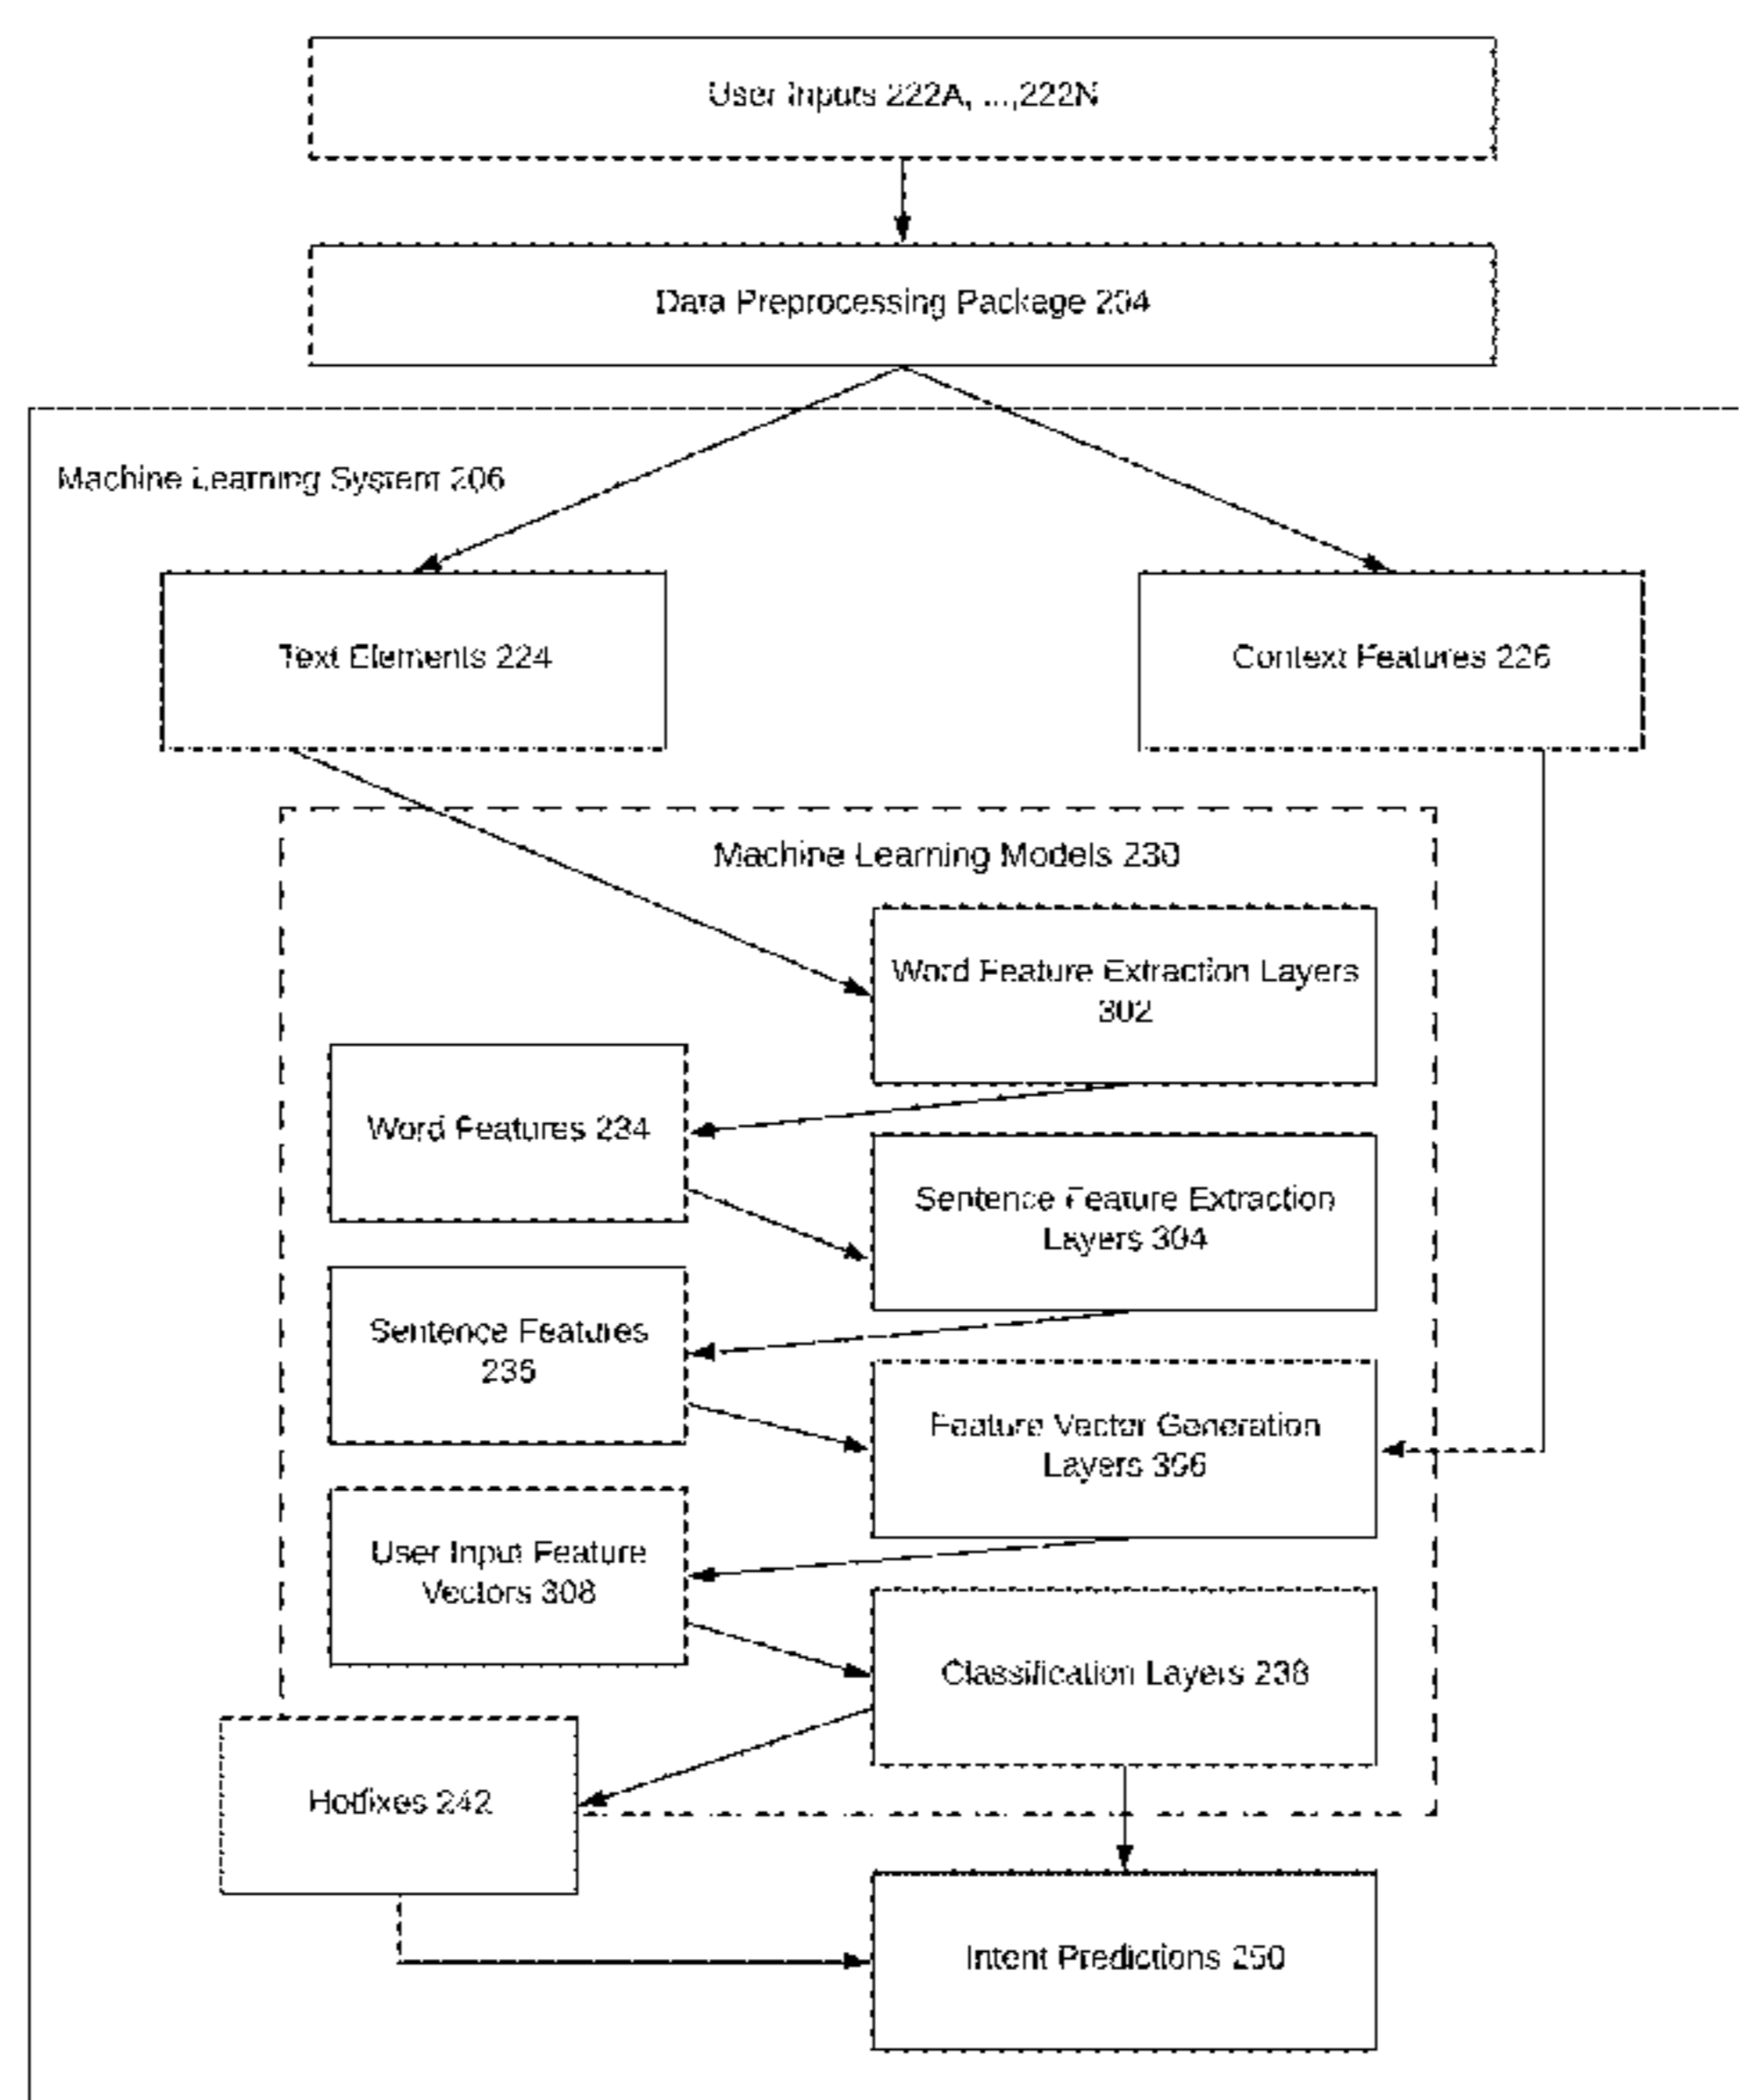 User Inputs 222A, ...,222N
Data Preprocessing Package 204
Machine Learning System 206
Text Elements 224
Context Features 226
Machine Learning Models 230
Word Feature Extraction Layers
302
Word Features 234
Sentence Feature Extraction
Layers 304
Sentence Features
236
Feature Vector Generation
Layers 306
User Input Feature
Vectors 308
Classification Layers 238
Hotfixes 242
Intent Predictions 250